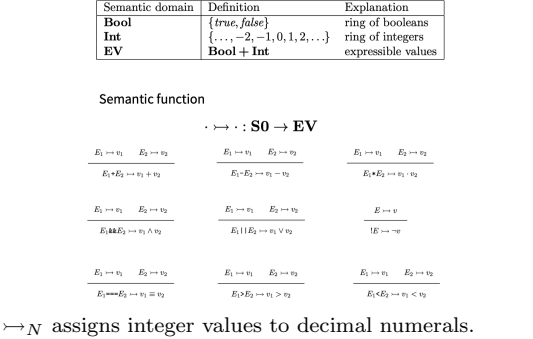 Semantic domain Definition Explanation
Bool {true, false} ring of booleans
Int {..., −2, −1, 0, 1, 2, ...} ring of integers
EV Bool + Int expressible values
Semantic function
· ↣ · : S0 → EV
E₁ ↣ v₁ E₂ ↣ v₂ E₁ ↣ v₁ E₂ ↣ v₂ E₁ ↣ v₁ E₂ ↣ v₂
E₁+E₂ ↣ v₁ + v₂ E₁-E₂ ↣ v₁ − v₂ E₁*E₂ ↣ v₁ · v₂
E₁ ↣ v₁ E₂ ↣ v₂ E₁ ↣ v₁ E₂ ↣ v₂ E ↣ v
E₁&&E₂ ↣ v₁ ∧ v₂ E₁||E₂ ↣ v₁ ∨ v₂ !E ↣ ¬v
E₁ ↣ v₁ E₂ ↣ v₂ E₁ ↣ v₁ E₂ ↣ v₂ E₁ ↣ v₁ E₂ ↣ v₂
E₁===E₂ ↣ v₁ ≡ v₂ E₁>E₂ ↣ v₁ > v₂ E₁<E₂ ↣ v₁ < v₂
↣N assigns integer values to decimal numerals.